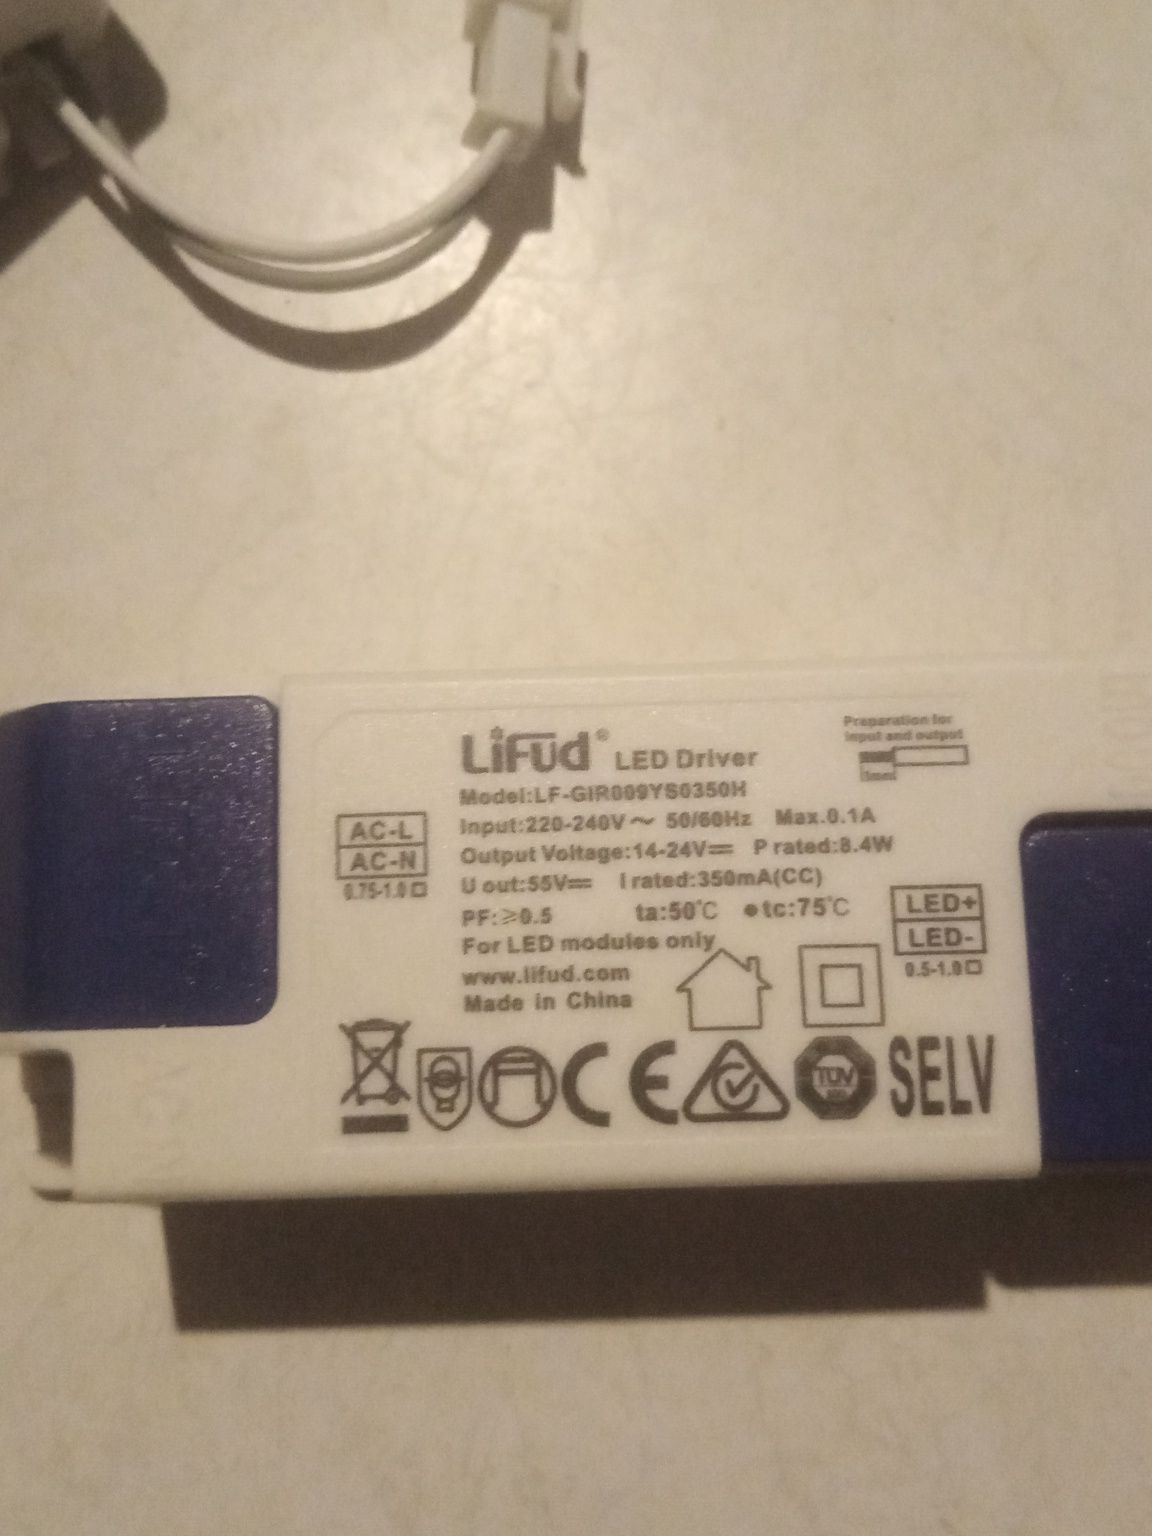 LiFud® LED Driver
Preparation for
input and output
Model:LF-GIR009YS0350H
Input:220-240V～ 50/60Hz Max.0.1A
Output Voltage:14-24V⎓ P rated:8.4W
U out:55V⎓ I rated:350mA(CC)
PF:≥0.5 ta:50℃ ●tc:75℃
For LED modules only
www.lifud.com
Made in China
AC-L
AC-N
0.75-1.0□
LED+
LED-
0.5-1.0□
CE
TÜV
SELV